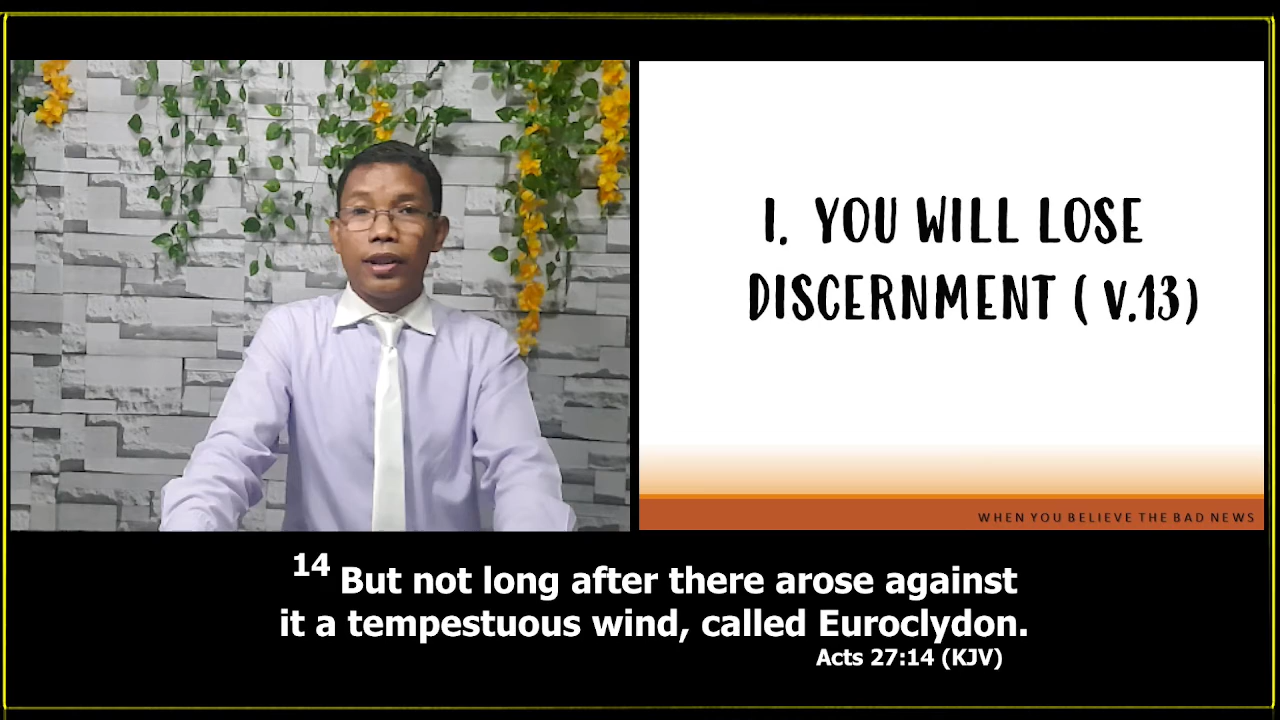 I. YOU WILL LOSE
DISCERNMENT ( V.13)
WHEN YOU BELIEVE THE BAD NEWS
14 But not long after there arose against
it a tempestuous wind, called Euroclydon.
Acts 27:14 (KJV)